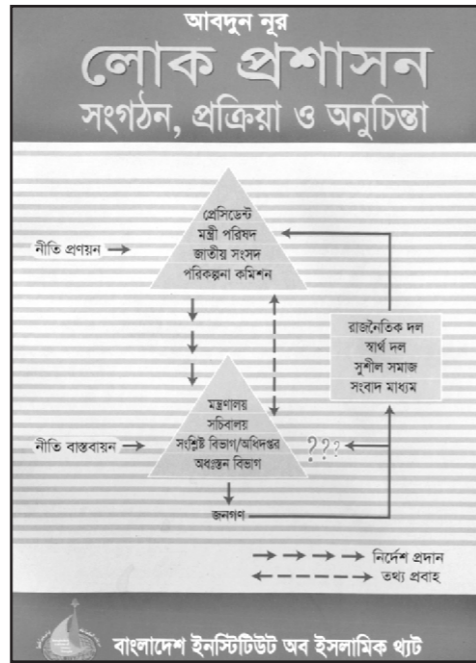 আবদুন নূর
লোক প্রশাসন
সংগঠন, প্রক্রিয়া ও অনুচিন্তা
প্রেসিডেন্ট
মন্ত্রী পরিষদ
জাতীয় সংসদ
পরিকল্পনা কমিশন
নীতি প্রণয়ন
রাজনৈতিক দল
স্বার্থ দল
সুশীল সমাজ
সংবাদ মাধ্যম
মন্ত্রণালয়
সচিবালয়
সংশ্লিষ্ট বিভাগ/অধিদপ্তর
অধঃস্তন বিভাগ
নীতি বাস্তবায়ন
???
জনগণ
নির্দেশ প্রদান
তথ্য প্রবাহ
বাংলাদেশ ইনস্টিটিউট অব ইসলামিক থ্যট